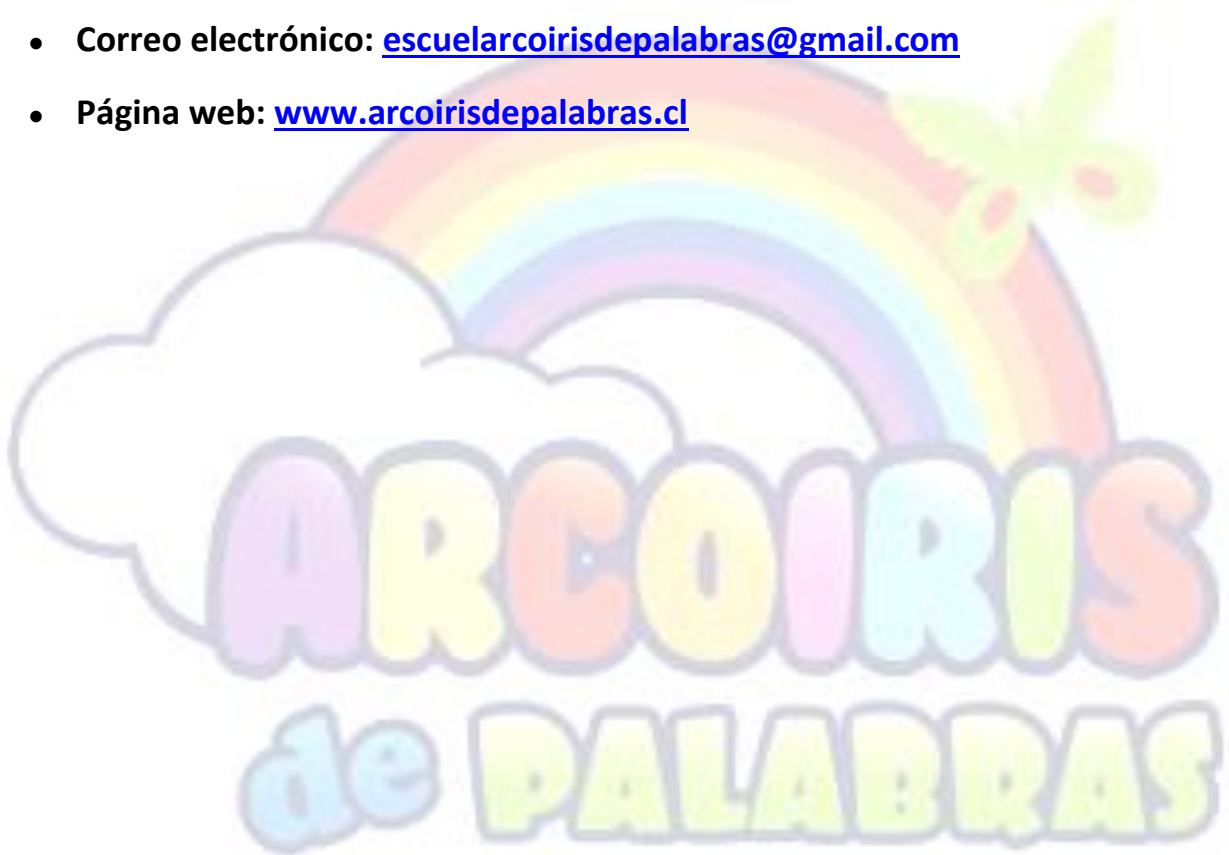 • Correo electrónico: escuelarcoirisdepalabras@gmail.com
• Página web: www.arcoirisdepalabras.cl
ARCOIRIS
de PALABRAS